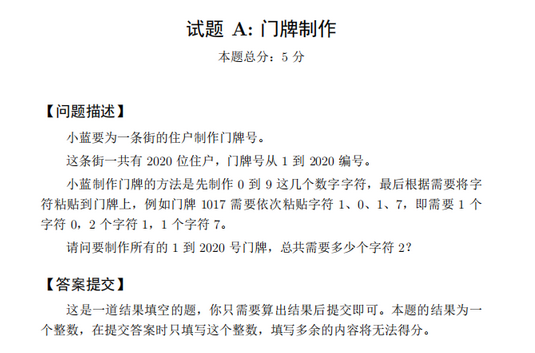 试题 A: 门牌制作
本题总分：5 分
【问题描述】
小蓝要为一条街的住户制作门牌号。
这条街一共有 2020 位住户，门牌号从 1 到 2020 编号。
小蓝制作门牌的方法是先制作 0 到 9 这几个数字字符，最后根据需要将字
符粘贴到门牌上，例如门牌 1017 需要依次粘贴字符 1、0、1、7，即需要 1 个
字符 0，2 个字符 1，1 个字符 7。
请问要制作所有的 1 到 2020 号门牌，总共需要多少个字符 2？
【答案提交】
这是一道结果填空的题，你只需要算出结果后提交即可。本题的结果为一
个整数，在提交答案时只填写这个整数，填写多余的内容将无法得分。